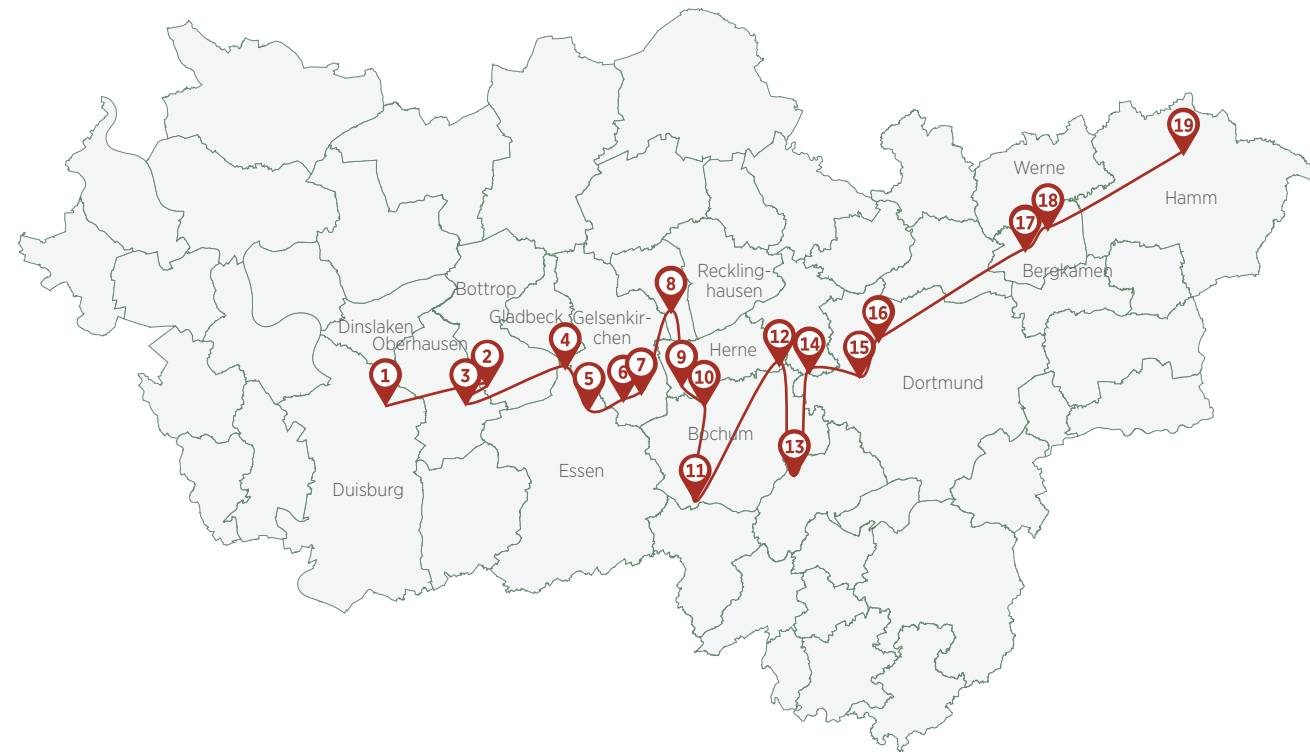 19
Werne
18
Hamm
17
Bergkamen
Reckling-
hausen
8
Bottrop
Gladbeck
Gelsenkir-
chen
16
Dinslaken
Oberhausen
4
12
14
Herne
15
2
9
7
6
1
3
5
10
Dortmund
Bochum
13
Essen
11
Duisburg